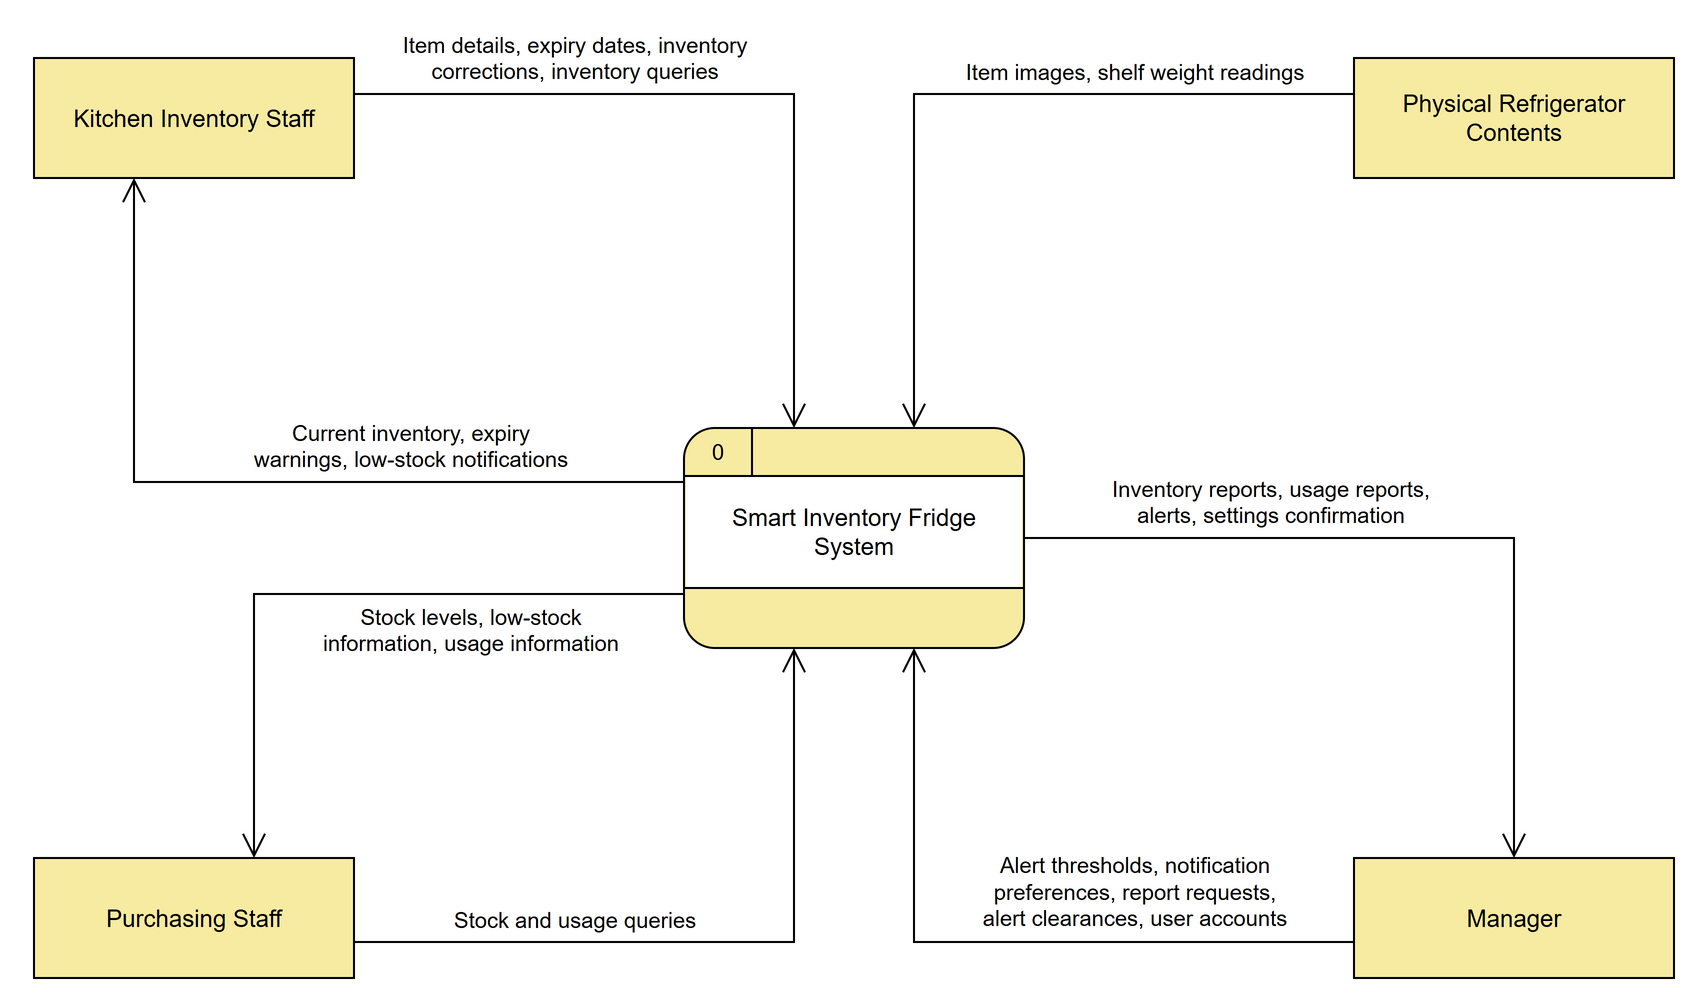 Item details, expiry dates, inventory
corrections, inventory queries
Item images, shelf weight readings
Kitchen Inventory Staff
Physical Refrigerator
Contents
Current inventory, expiry
warnings, low-stock notifications
0
Smart Inventory Fridge
System
Inventory reports, usage reports,
alerts, settings confirmation
Stock levels, low-stock
information, usage information
Alert thresholds, notification
preferences, report requests,
alert clearances, user accounts
Purchasing Staff
Stock and usage queries
Manager